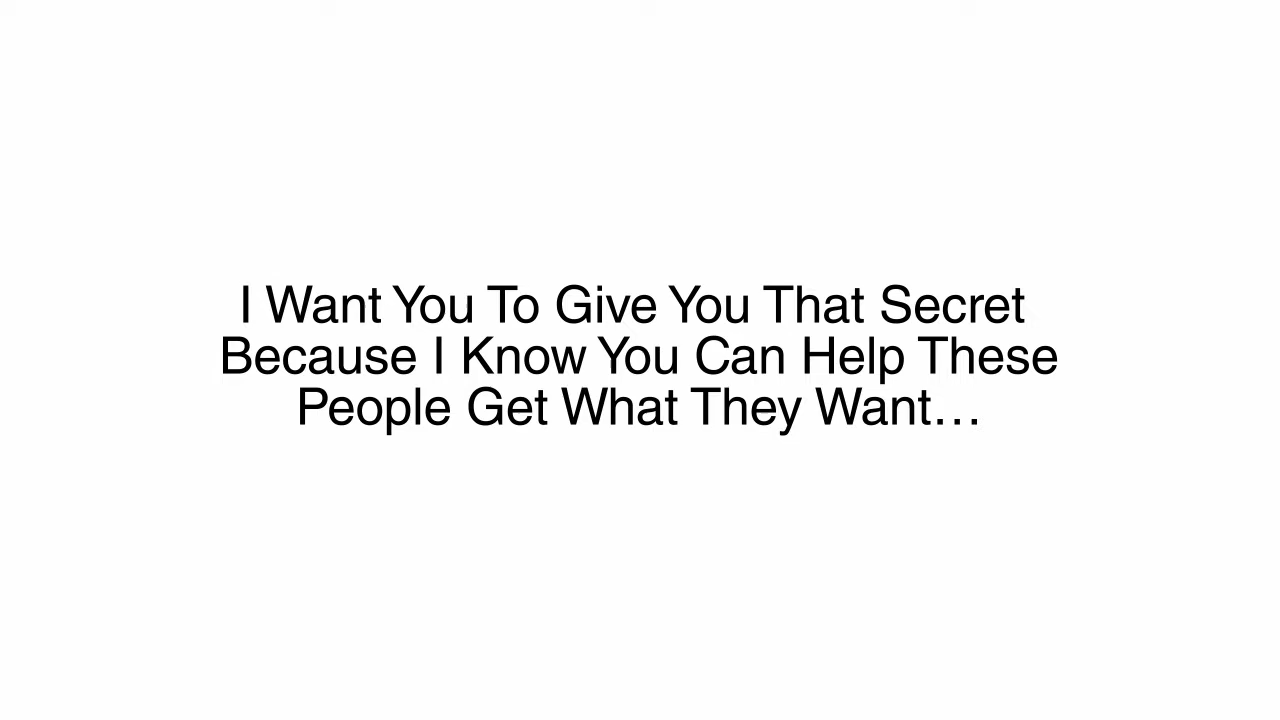 I Want You To Give You That Secret
Because I Know You Can Help These
People Get What They Want…